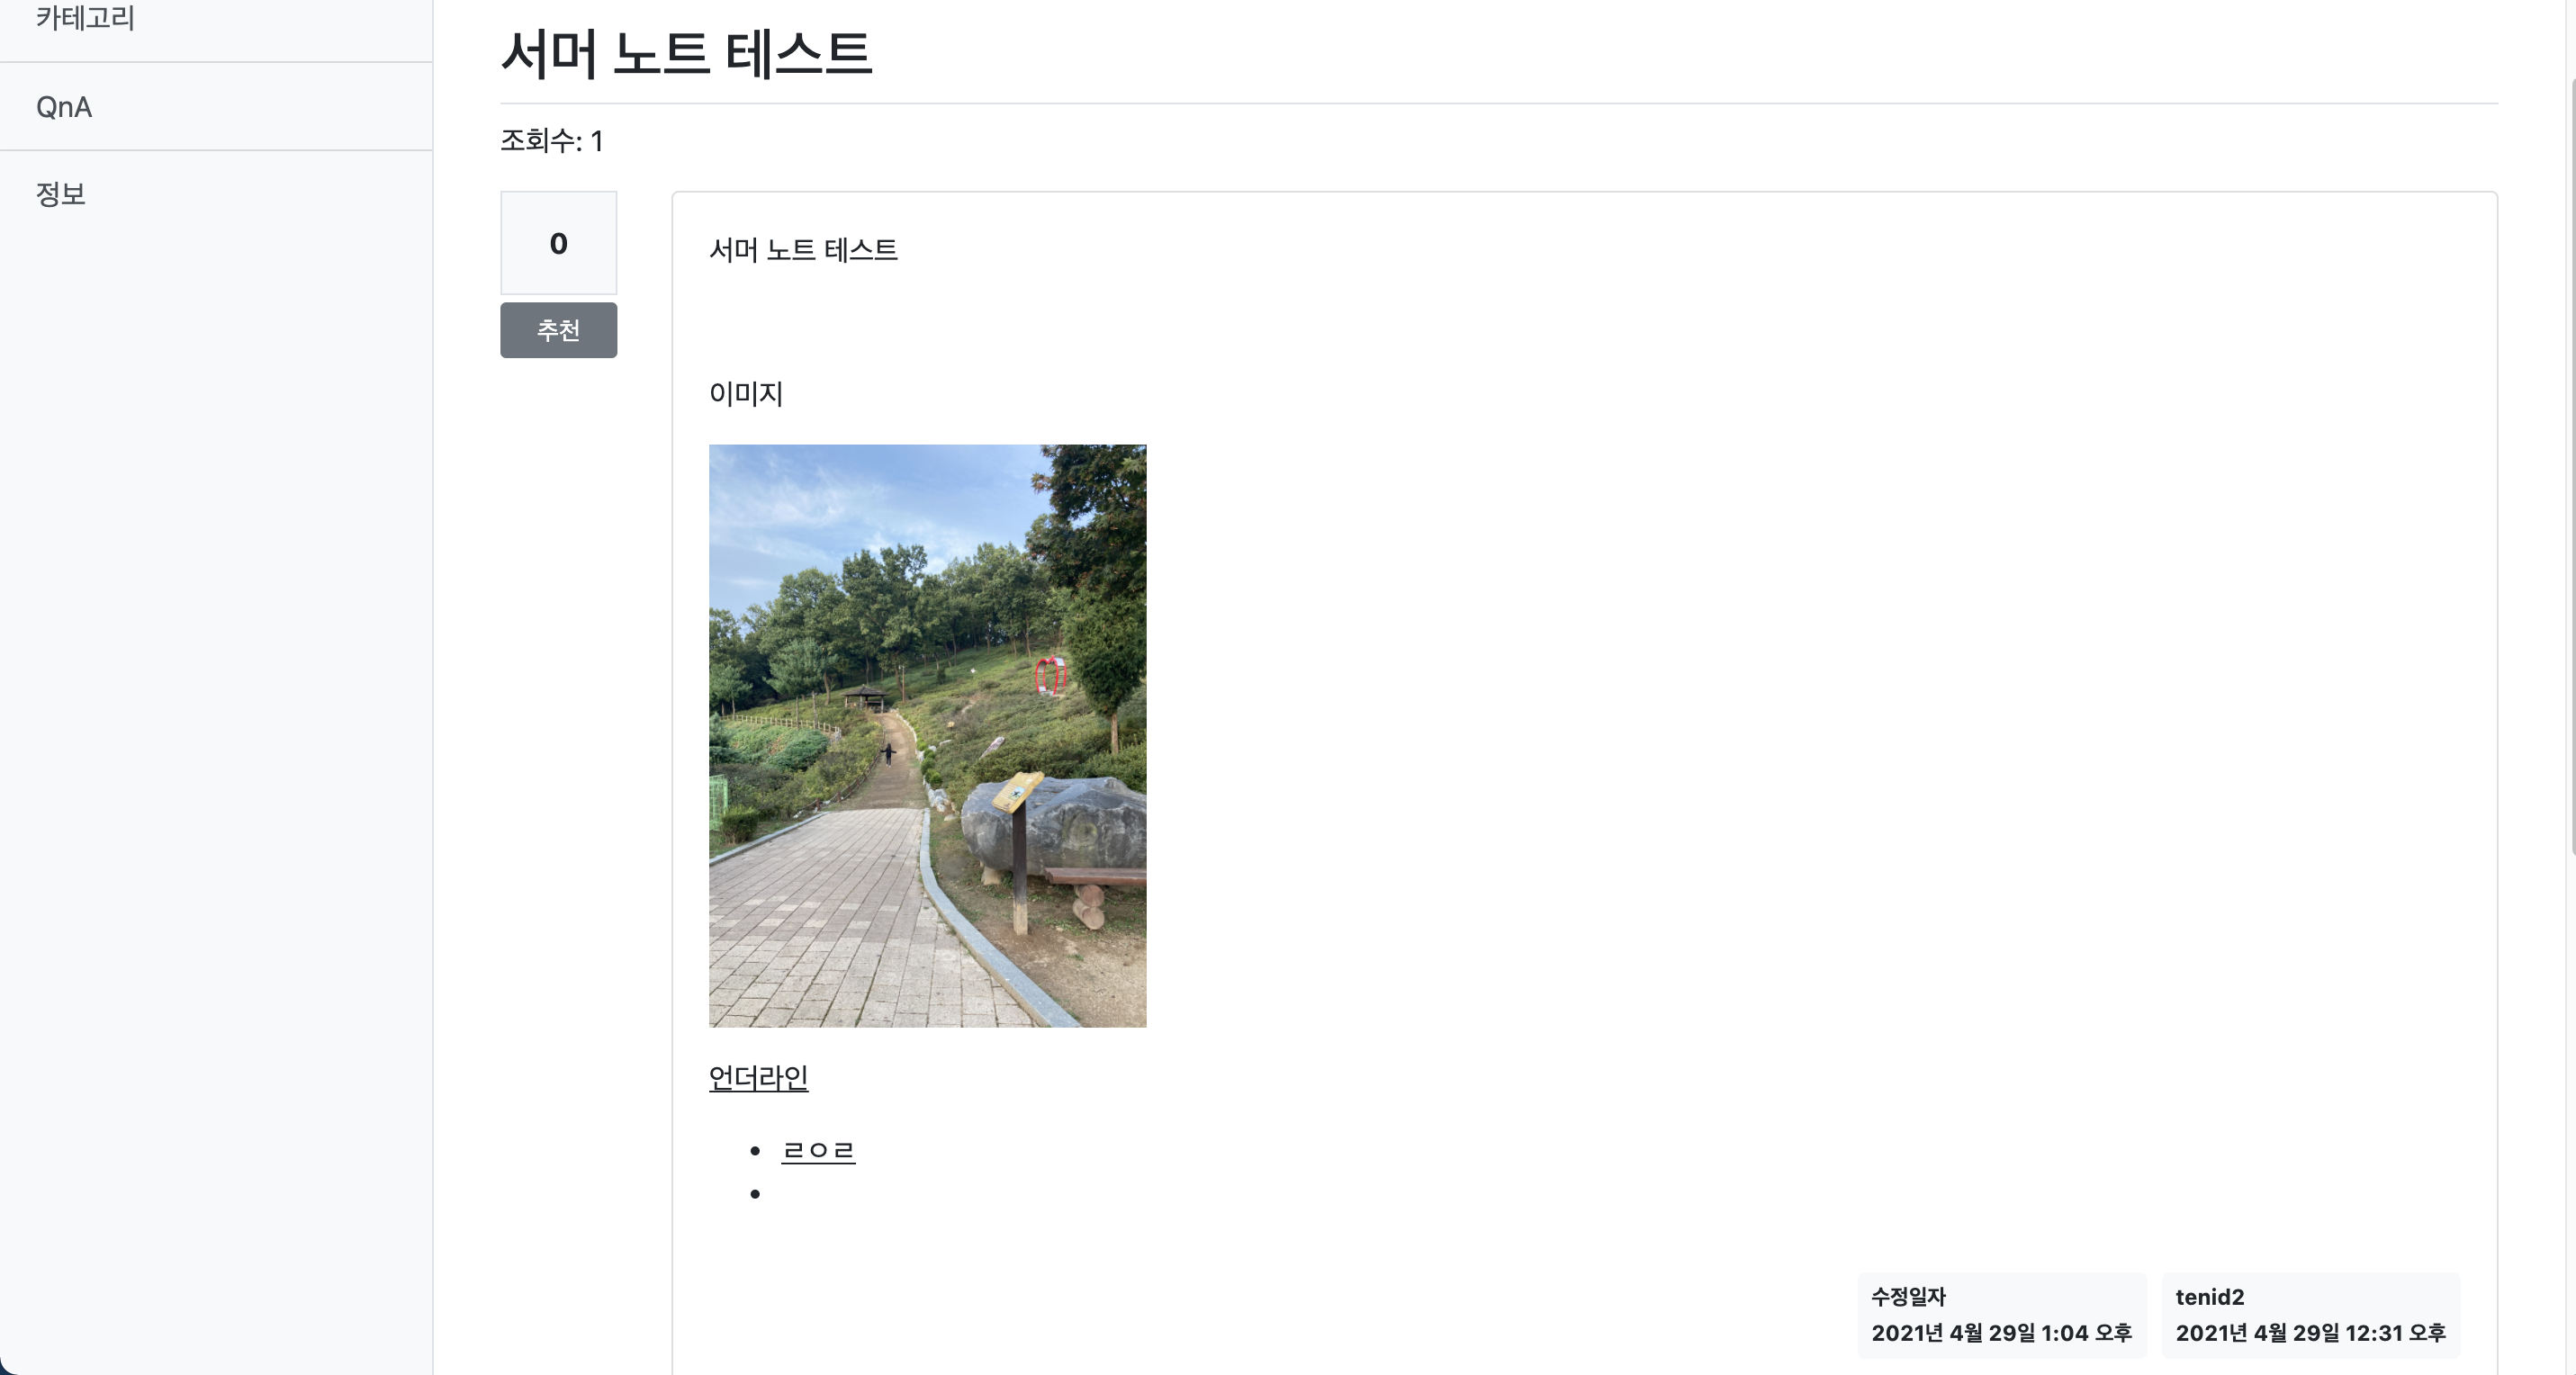 카테고리
QnA
정보
서머 노트 테스트
조회수: 1
0
추천
서머 노트 테스트
이미지
언더라인
ㄹㅇㄹ
수정일자
2021년 4월 29일 1:04 오후
tenid2
2021년 4월 29일 12:31 오후